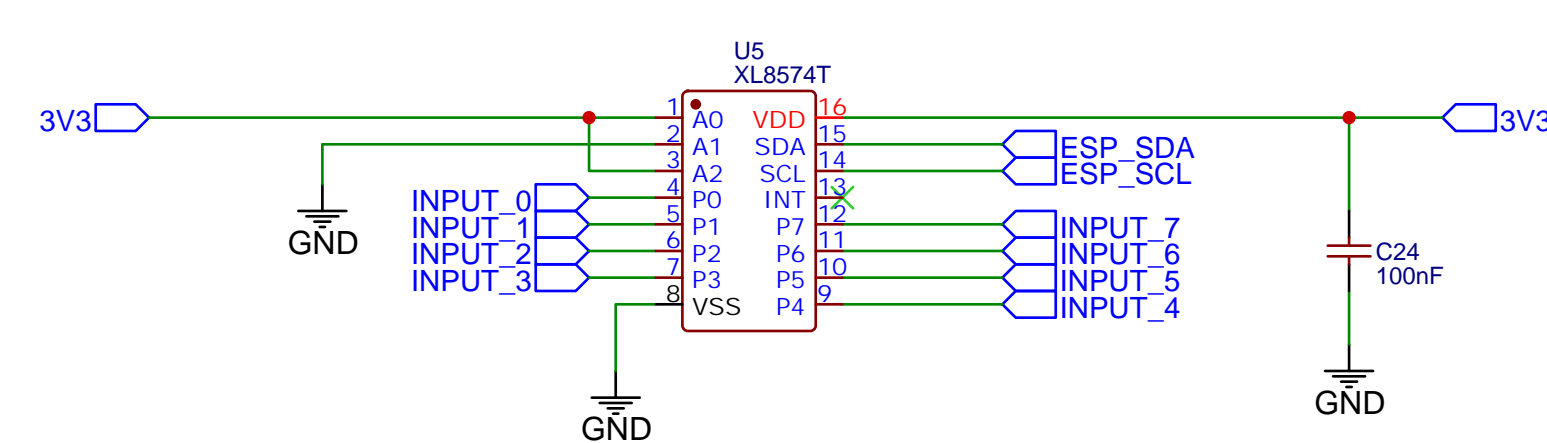 U5
XL8574T
3V3
1
A0
2
A1
3
A2
4
P0
5
P1
6
P2
7
P3
8
VSS
INPUT_0
INPUT_1
INPUT_2
INPUT_3
GND
GND
16
VDD
15
SDA
14
SCL
13
INT
12
P7
11
P6
10
P5
9
P4
ESP_SDA
ESP_SCL
INPUT_7
INPUT_6
INPUT_5
INPUT_4
3V3
C24
100nF
GND